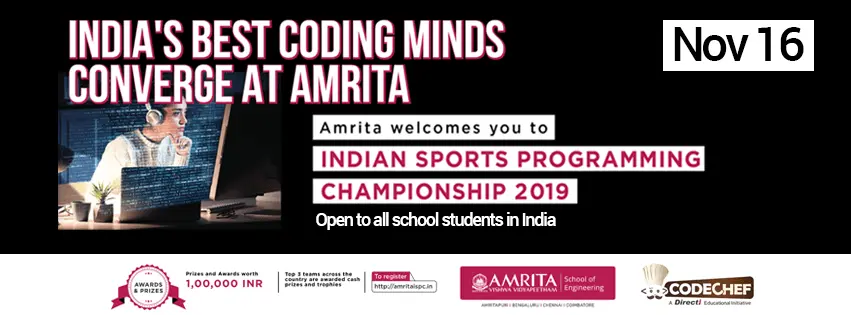 INDIA'S BEST CODING MINDS
CONVERGE AT AMRITA
Nov 16
Amrita welcomes you to
INDIAN SPORTS PROGRAMMING
CHAMPIONSHIP 2019
Open to all school students in India
AWARDS
& PRIZES
Prizes and Awards worth
1,00,000 INR
Top 3 teams across the
country are awarded cash
prizes and trophies
To register
http://amritaispc.in
AMRITA
VISHWA VIDYAPEETHAM
School of
Engineering
AMRITAPURI I BENGALURU I CHENNAI I COIMBATORE
CODECHEF
A Directi Educational Initiative